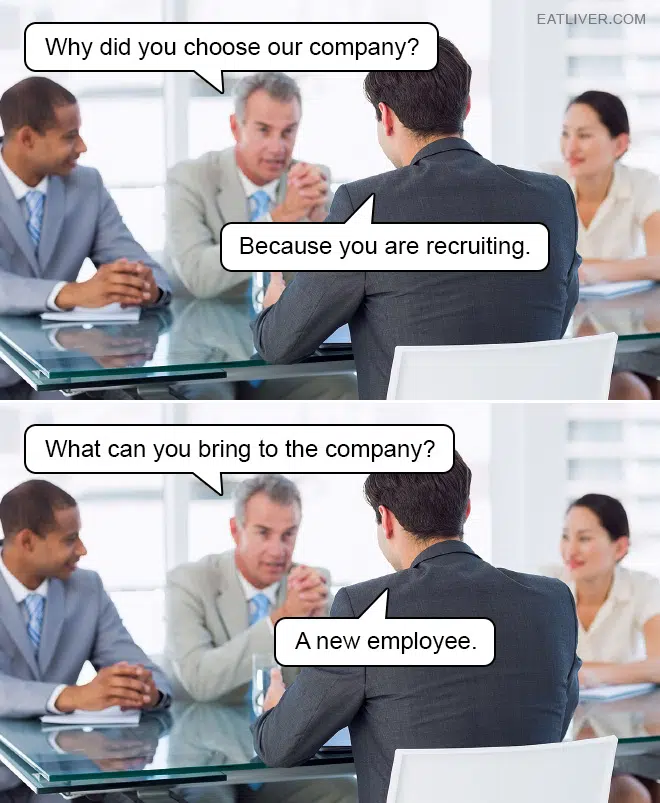 EATLIVER.COM
Why did you choose our company?
Because you are recruiting.
What can you bring to the company?
A new employee.